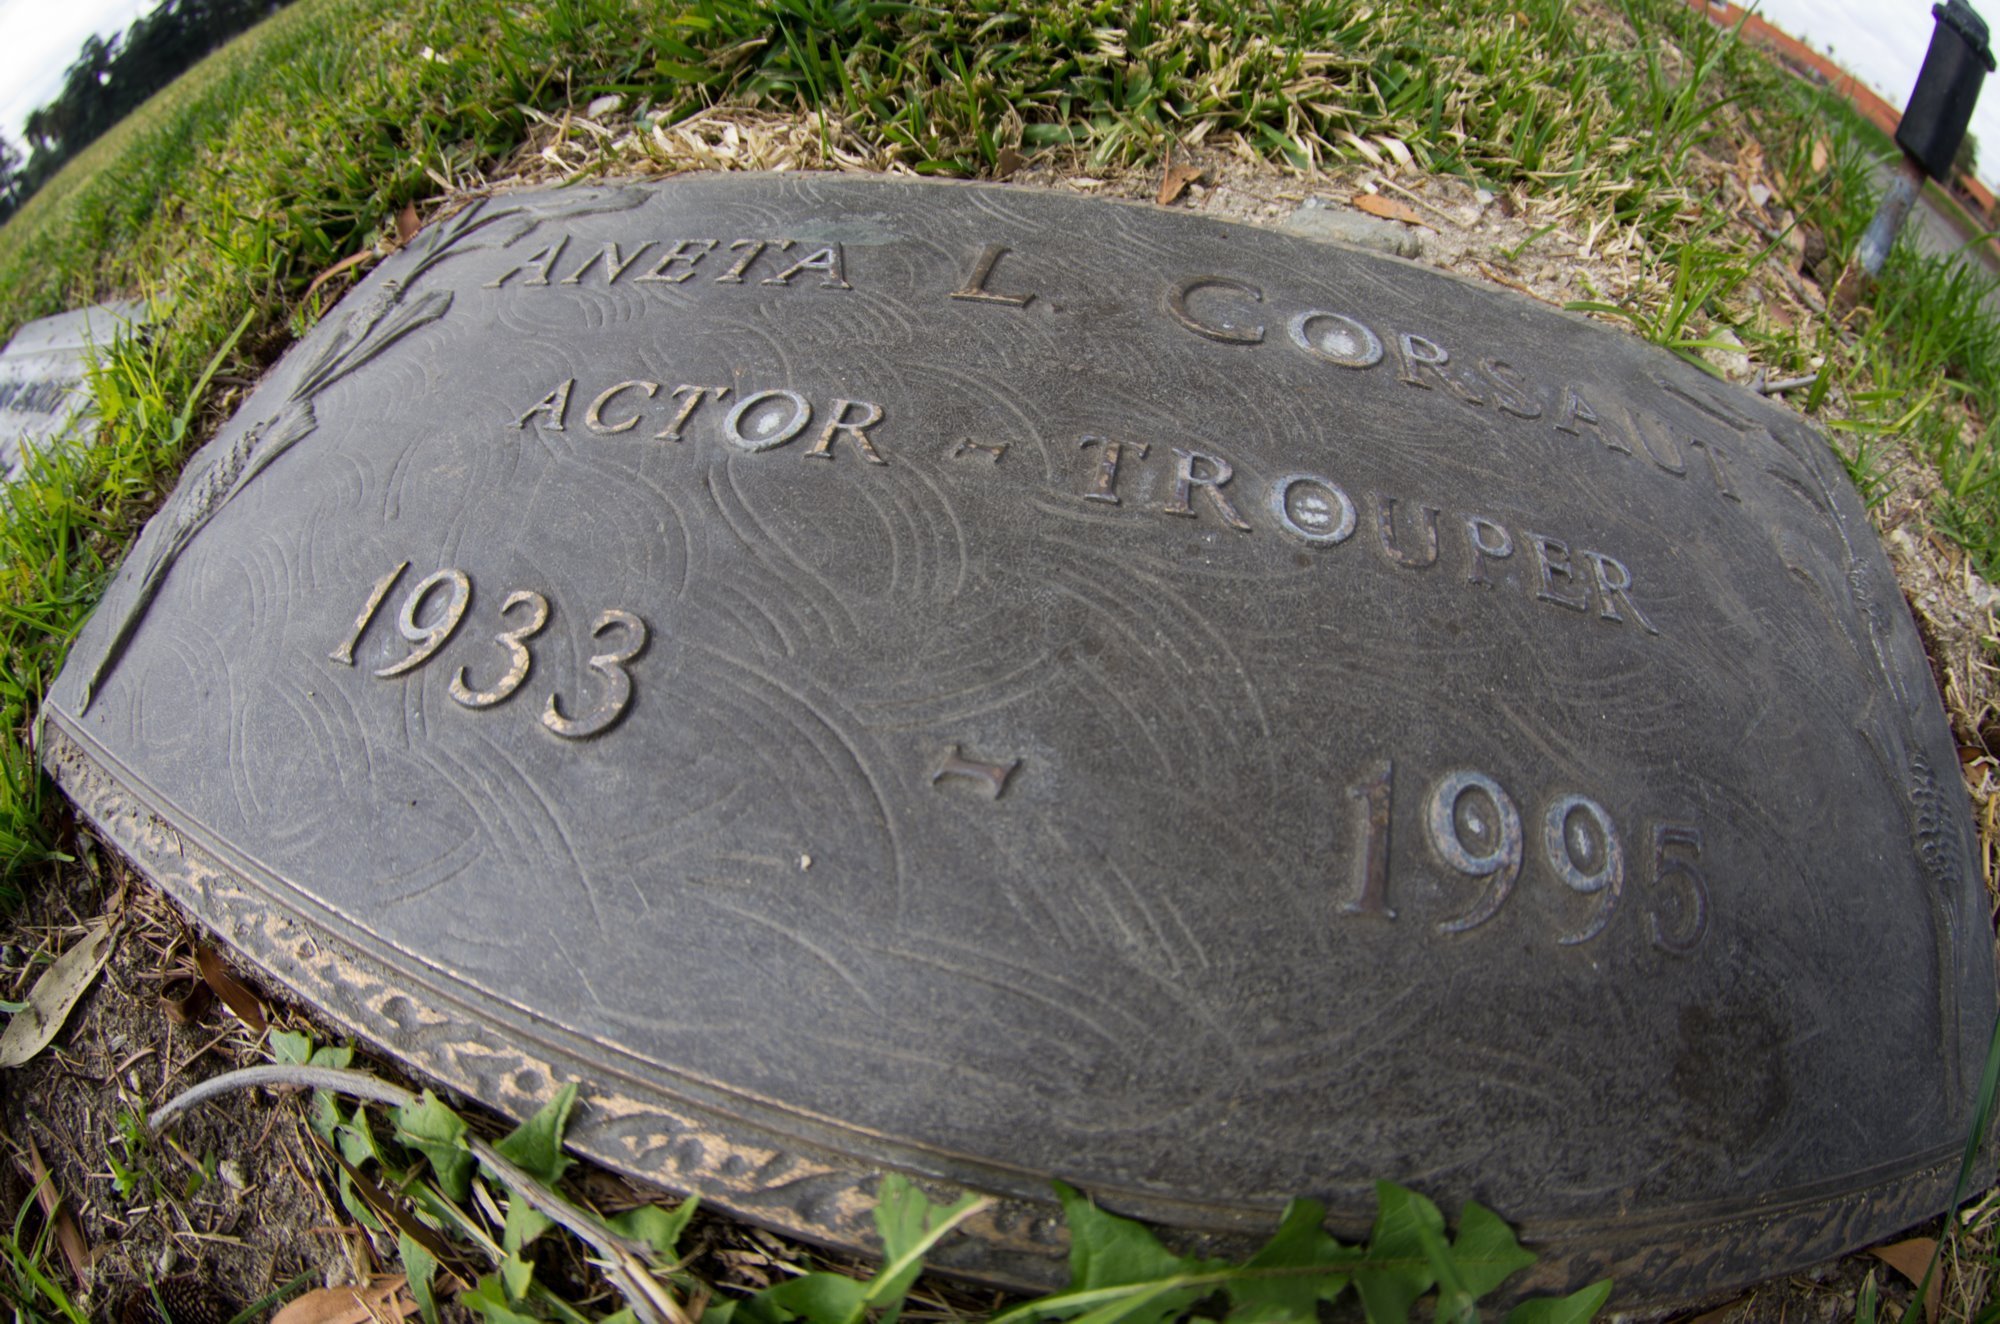 ANETA L. CORSAUT
ACTOR - TROUPER
1933 - 1995